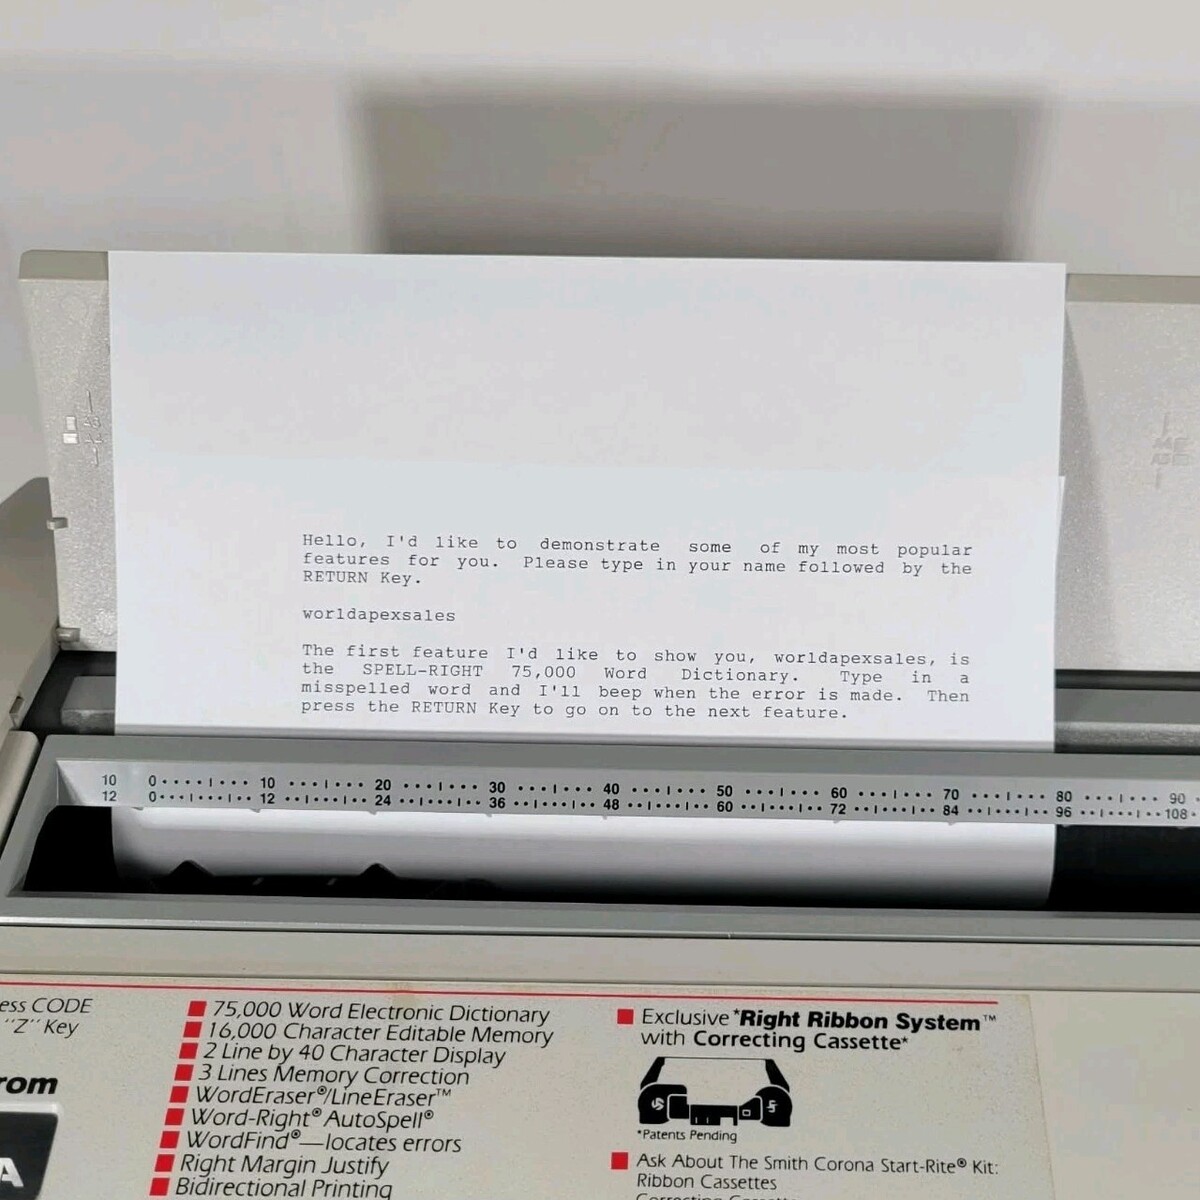 Hello, I'd like to demonstrate some of my most popular
features for you. Please type in your name followed by the
RETURN Key.
worldapexsales
The first feature I'd like to show you, worldapexsales, is
the SPELL-RIGHT 75,000 Word Dictionary. Type in a
misspelled word and I'll beep when the error is made. Then
press the RETURN Key to go on to the next feature.
10 0 10 20 30 40 50 60 70 80 90
12 0 12 24 36 48 60 72 84 96 108
ess CODE
"Z" Key
rom
A
75,000 Word Electronic Dictionary
16,000 Character Editable Memory
2 Line by 40 Character Display
3 Lines Memory Correction
WordEraser®/LineEraser™
Word-Right® AutoSpell®
WordFind®—locates errors
Right Margin Justify
Bidirectional Printing
Exclusive *Right Ribbon System™
with Correcting Cassette*
*Patents Pending
Ask About The Smith Corona Start-Rite® Kit:
Ribbon Cassettes